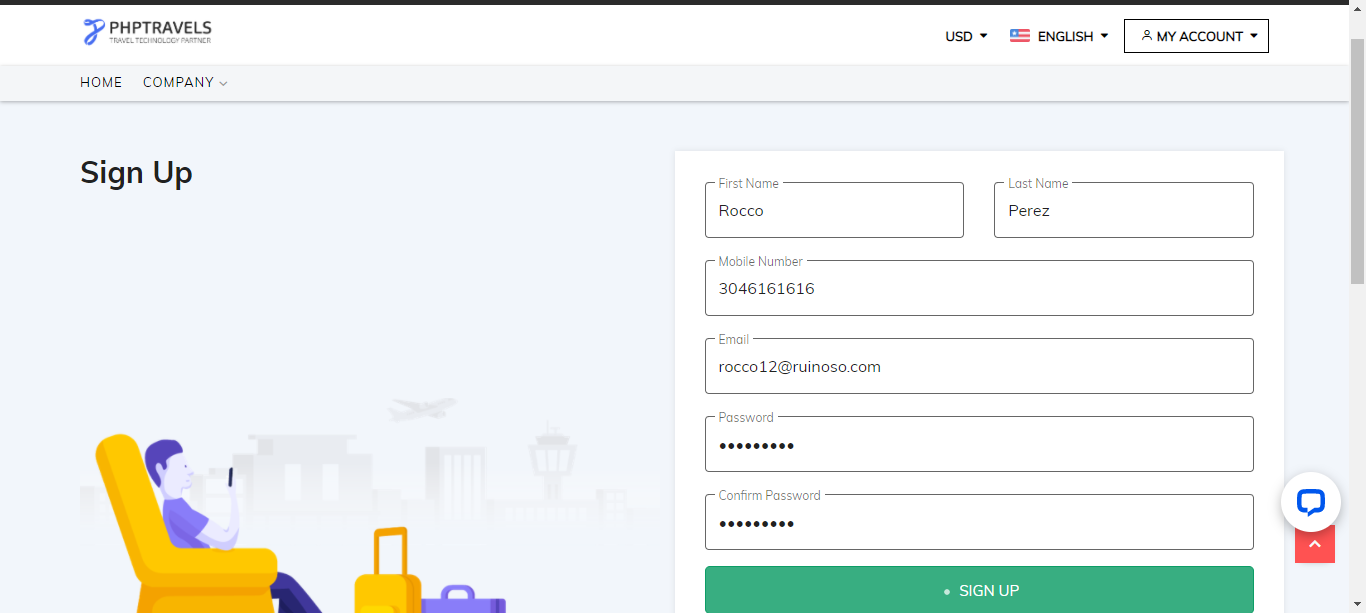 PHPTRAVELS
TRAVEL TECHNOLOGY PARTNER
USD
ENGLISH
MY ACCOUNT
HOME
COMPANY
Sign Up
First Name
Rocco
Last Name
Perez
Mobile Number
3046161616
Email
rocco12@ruinoso.com
Password
•••••••••
Confirm Password
•••••••••
SIGN UP